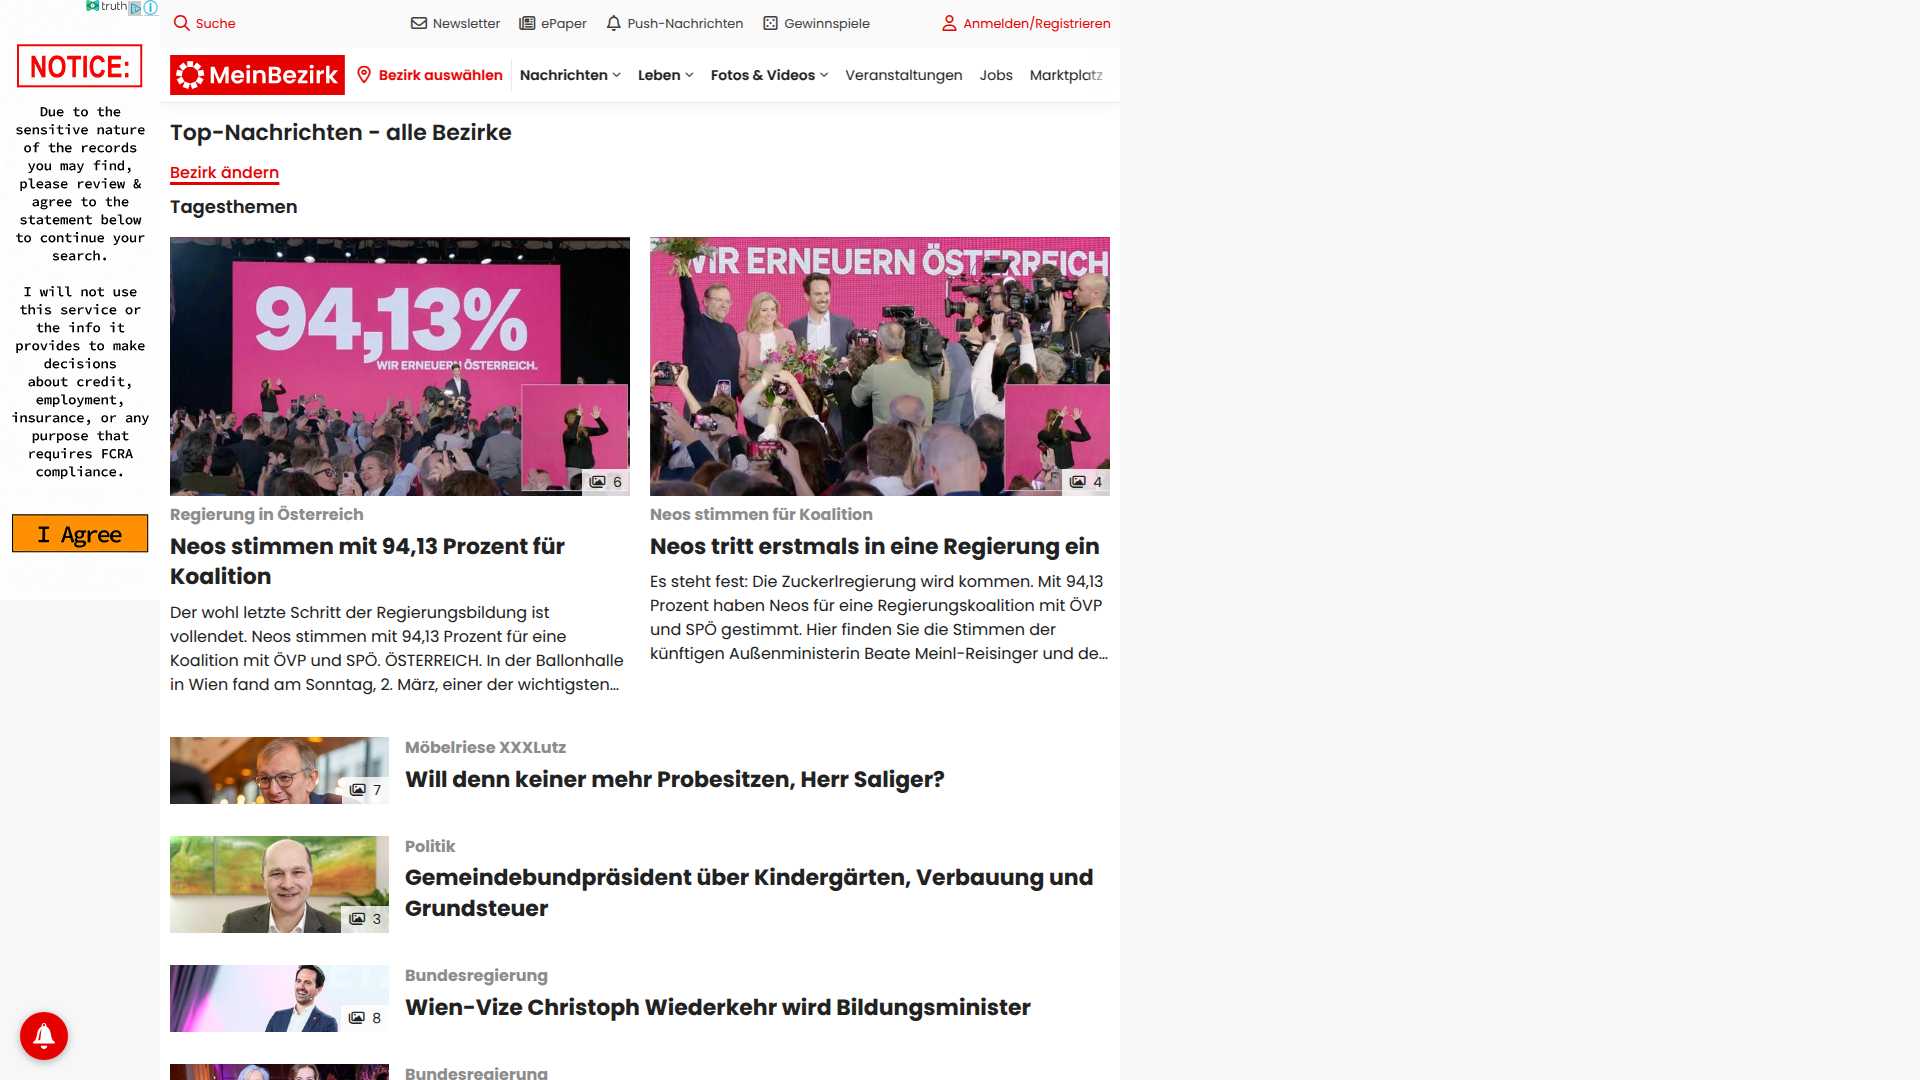 truth
NOTICE:
Due to the
sensitive nature
of the records
you may find,
please review &
agree to the
statement below
to continue your
search.
I will not use
this service or
the info it
provides to make
decisions
about credit,
employment,
insurance, or any
purpose that
requires FCRA
compliance.
I Agree
Suche
Newsletter
ePaper
Push-Nachrichten
Gewinnspiele
Anmelden/Registrieren
MeinBezirk
Bezirk auswählen
Nachrichten
Leben
Fotos & Videos
Veranstaltungen
Jobs
Marktplatz
Top-Nachrichten - alle Bezirke
Bezirk ändern
Tagesthemen
94,13%
WIR ERNEUERN ÖSTERREICH.
6
Regierung in Österreich
Neos stimmen mit 94,13 Prozent für
Koalition
Der wohl letzte Schritt der Regierungsbildung ist
vollendet. Neos stimmen mit 94,13 Prozent für eine
Koalition mit ÖVP und SPÖ. ÖSTERREICH. In der Ballonhalle
in Wien fand am Sonntag, 2. März, einer der wichtigsten...
WIR ERNEUERN ÖSTERREICH
4
Neos stimmen für Koalition
Neos tritt erstmals in eine Regierung ein
Es steht fest: Die Zuckerlregierung wird kommen. Mit 94,13
Prozent haben Neos für eine Regierungskoalition mit ÖVP
und SPÖ gestimmt. Hier finden Sie die Stimmen der
künftigen Außenministerin Beate Meinl-Reisinger und de...
7
Möbelriese XXXLutz
Will denn keiner mehr Probesitzen, Herr Saliger?
3
Politik
Gemeindebundpräsident über Kindergärten, Verbauung und
Grundsteuer
8
Bundesregierung
Wien-Vize Christoph Wiederkehr wird Bildungsminister
Bundesregierung